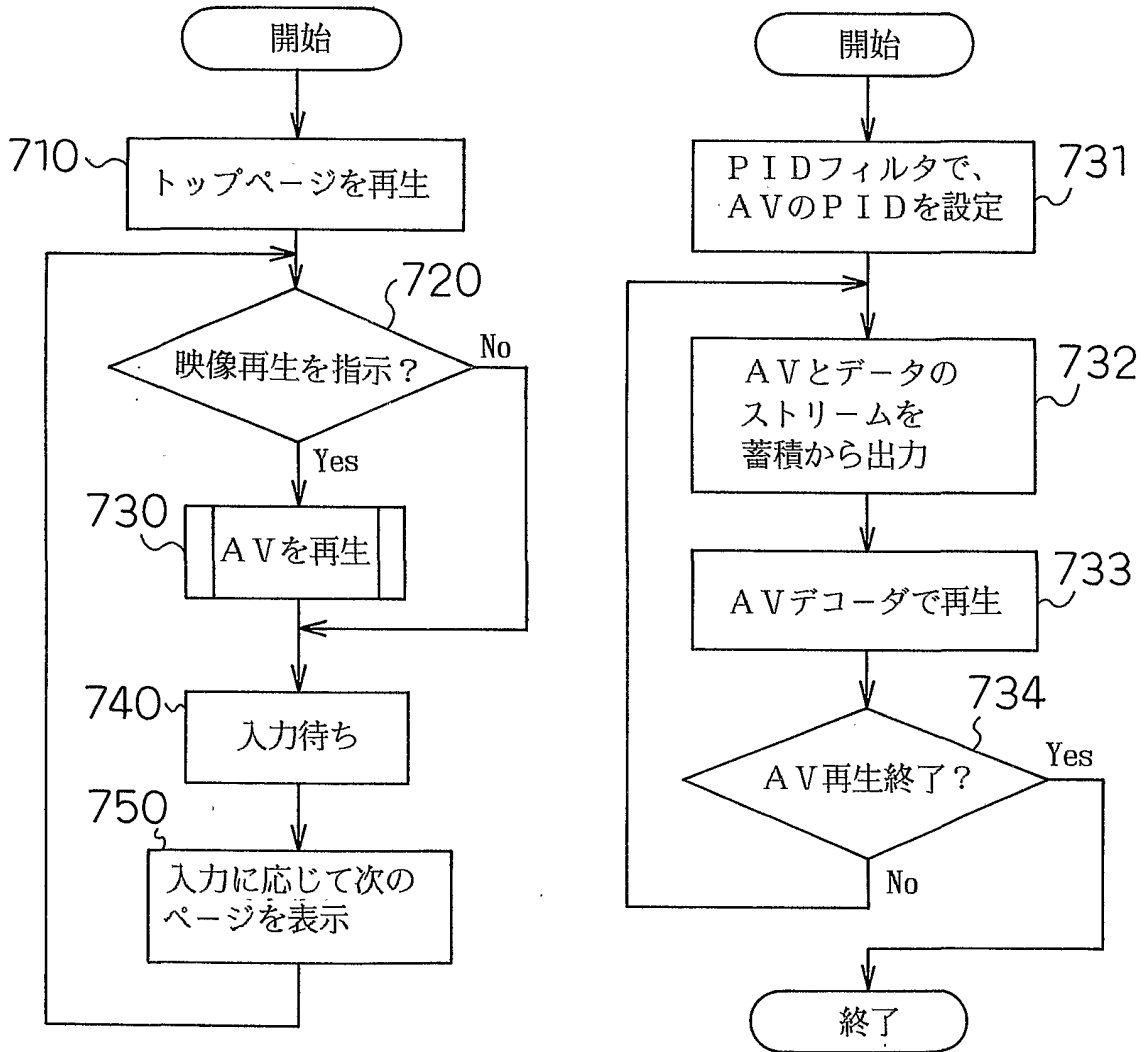 開始
710
トップページを再生
720
映像再生を指示？
No
Yes
730
ＡＶを再生
740
入力待ち
750
入力に応じて次の
ページを表示
開始
731
ＰＩＤフィルタで、
ＡＶのＰＩＤを設定
732
ＡＶとデータの
ストリームを
蓄積から出力
733
ＡＶデコーダで再生
734
ＡＶ再生終了？
Yes
No
終了